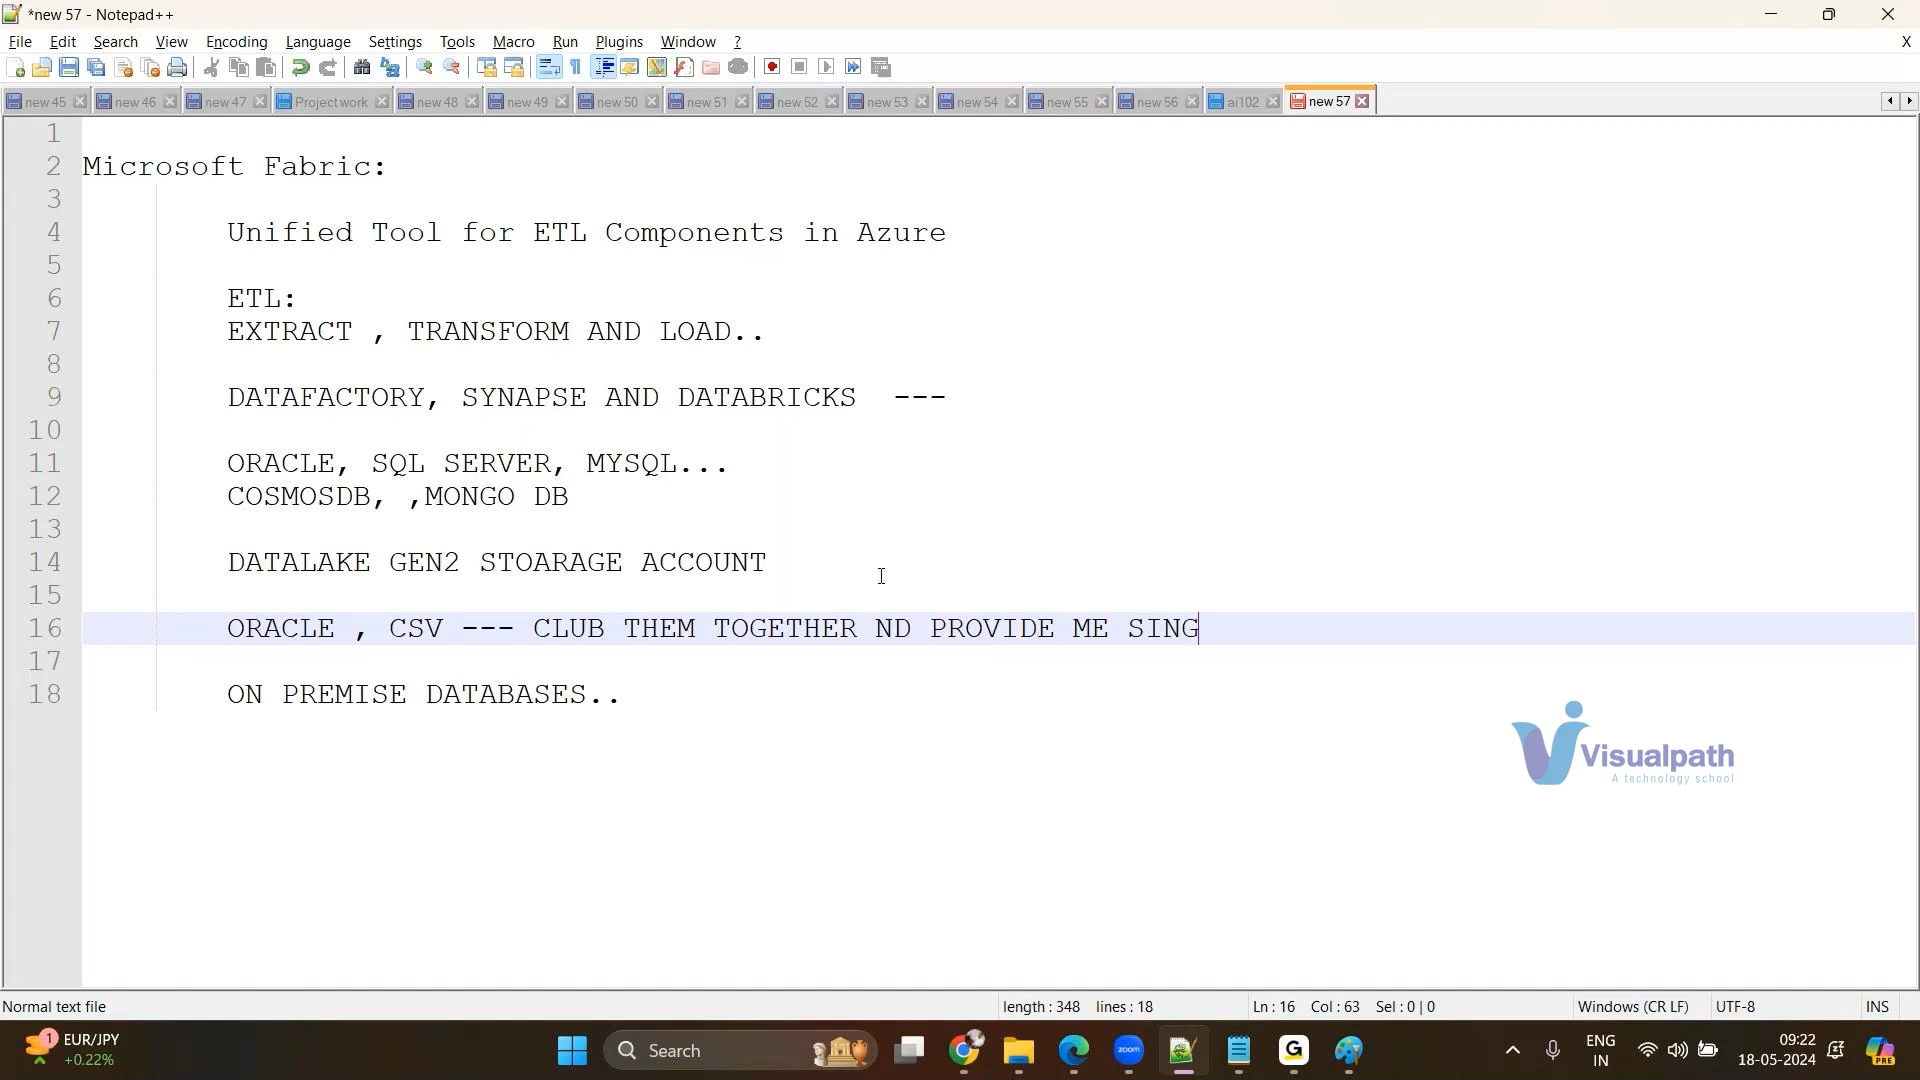 *new 57 - Notepad++
File Edit Search View Encoding Language Settings Tools Macro Run Plugins Window ? X
new 45 new 46 new 47 Project work new 48 new 49 new 50 new 51 new 52 new 53 new 54 new 55 new 56 ai102 new 57
1
2 Microsoft Fabric:
3
4 Unified Tool for ETL Components in Azure
5
6 ETL:
7 EXTRACT , TRANSFORM AND LOAD..
8
9 DATAFACTORY, SYNAPSE AND DATABRICKS ---
10
11 ORACLE, SQL SERVER, MYSQL...
12 COSMOSDB, ,MONGO DB
13
14 DATALAKE GEN2 STOARAGE ACCOUNT
15
16 ORACLE , CSV --- CLUB THEM TOGETHER ND PROVIDE ME SING
17
18 ON PREMISE DATABASES..
Visualpath
A technology school
Normal text file length : 348 lines : 18 Ln : 16 Col : 63 Sel : 0 | 0 Windows (CR LF) UTF-8 INS
1 EUR/JPY
+0.22%
Search
zoom
G
ENG
IN
09:22
18-05-2024
PRE